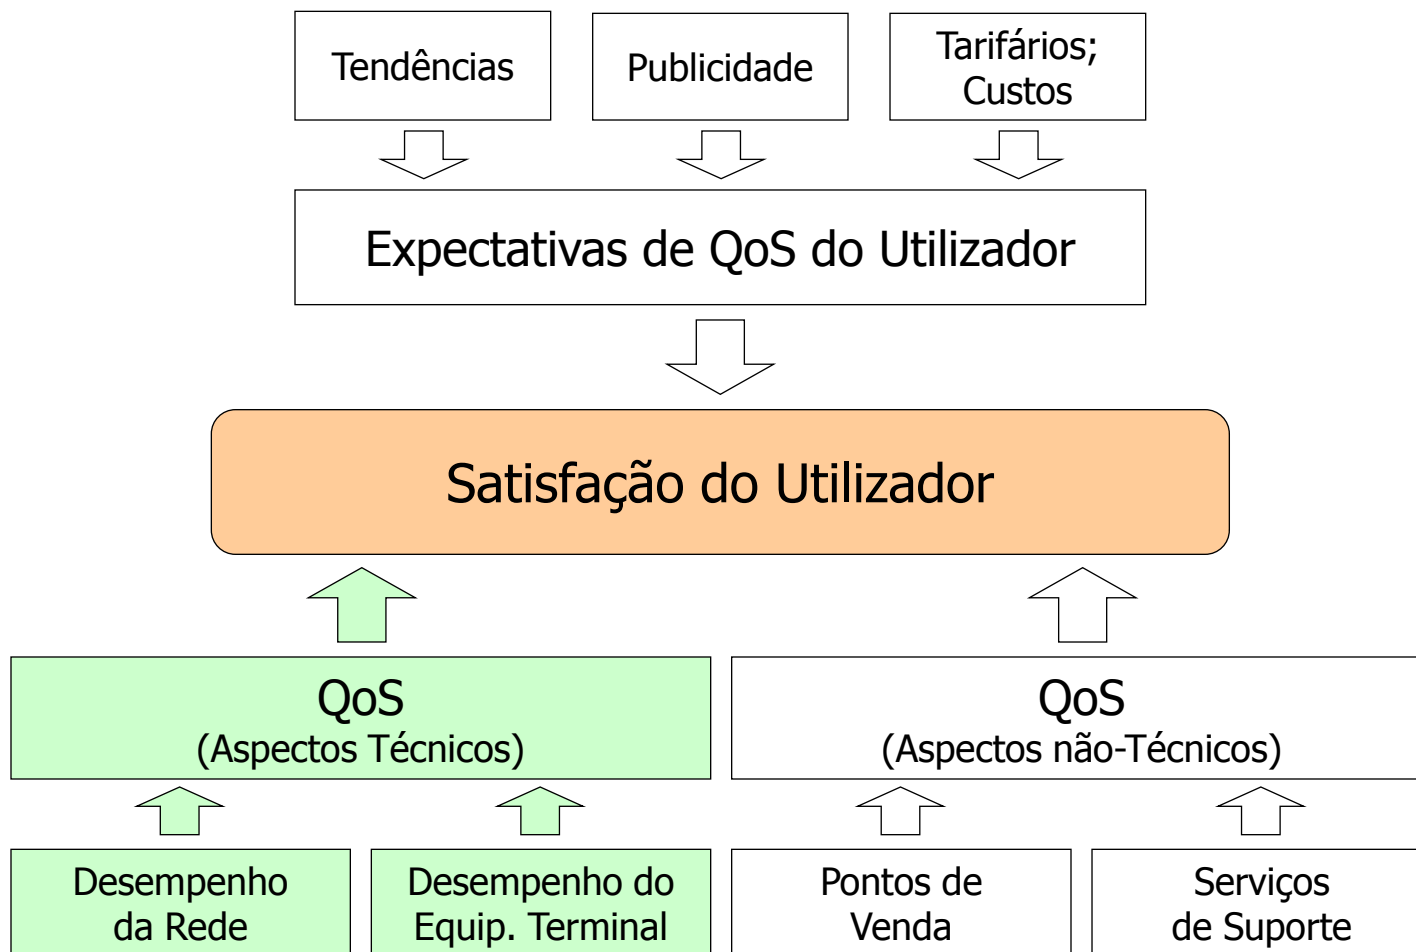 Tendências
Publicidade
Tarifários;
Custos
Expectativas de QoS do Utilizador
Satisfação do Utilizador
QoS
(Aspectos Técnicos)
QoS
(Aspectos não-Técnicos)
Desempenho
da Rede
Desempenho do
Equip. Terminal
Pontos de
Venda
Serviços
de Suporte